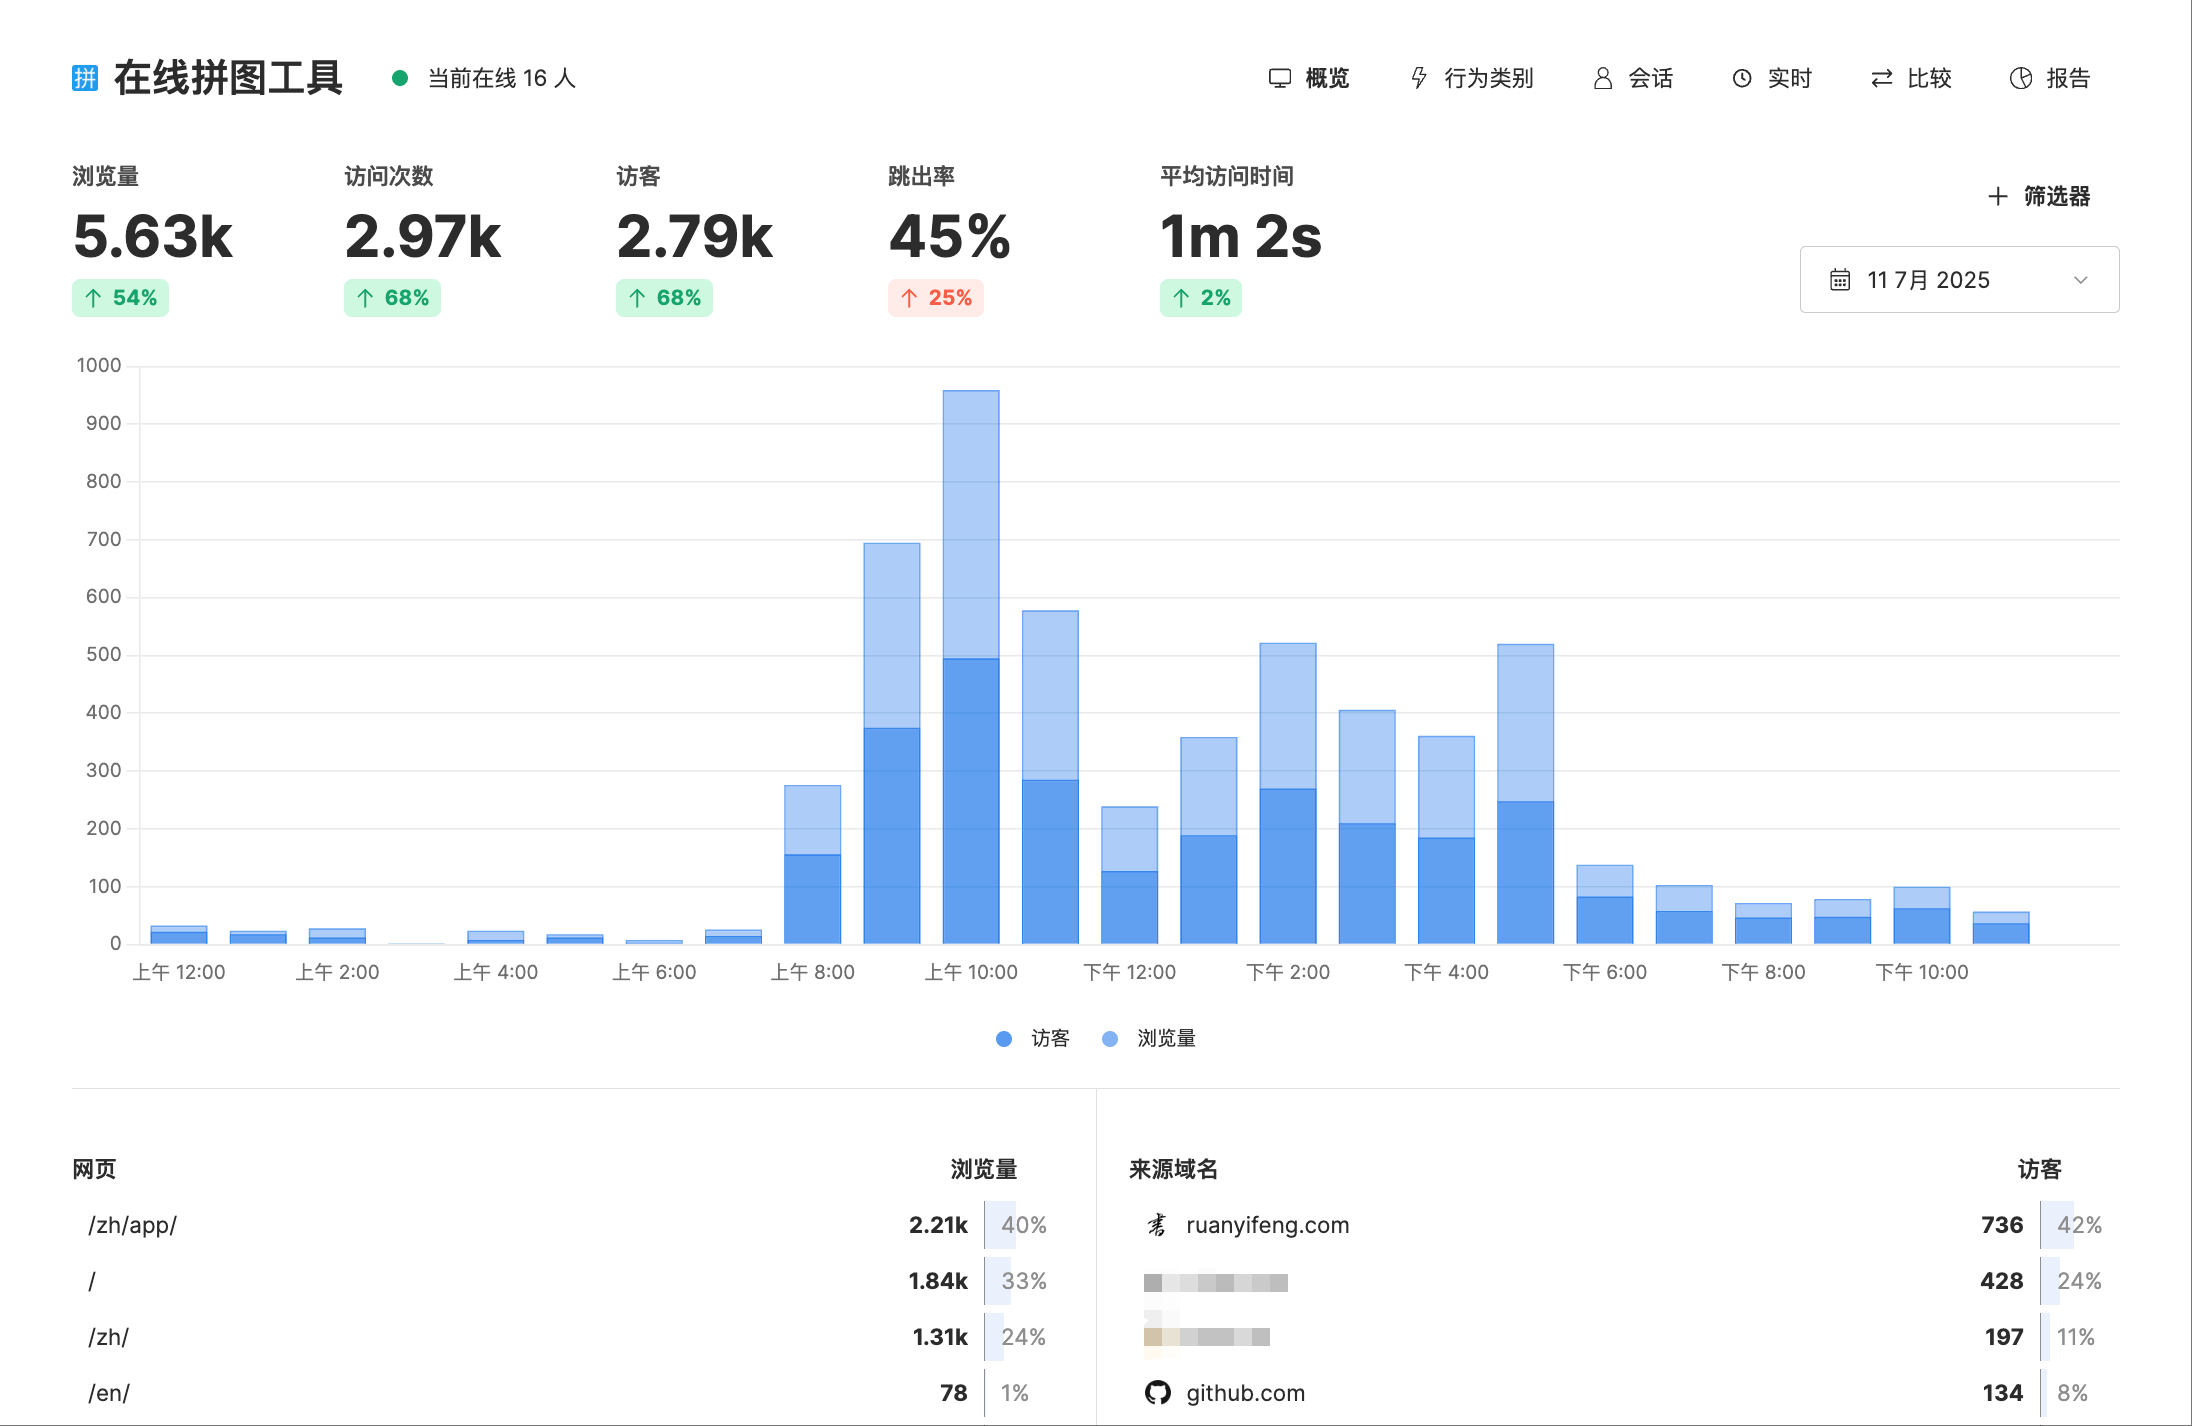 拼 在线拼图工具 当前在线 16 人 概览 行为类别 会话 实时 比较 报告
浏览量 访问次数 访客 跳出率 平均访问时间
5.63k 2.97k 2.79k 45% 1m 2s
54% 68% 68% 25% 2%
筛选器
11 7月 2025
1000
900
800
700
600
500
400
300
200
100
0
上午 12:00 上午 2:00 上午 4:00 上午 6:00 上午 8:00 上午 10:00 下午 12:00 下午 2:00 下午 4:00 下午 6:00 下午 8:00 下午 10:00
访客 浏览量
网页 浏览量
/zh/app/ 2.21k 40%
/ 1.84k 33%
/zh/ 1.31k 24%
/en/ 78 1%
来源域名 访客
ruanyifeng.com 736 42%
428 24%
197 11%
github.com 134 8%